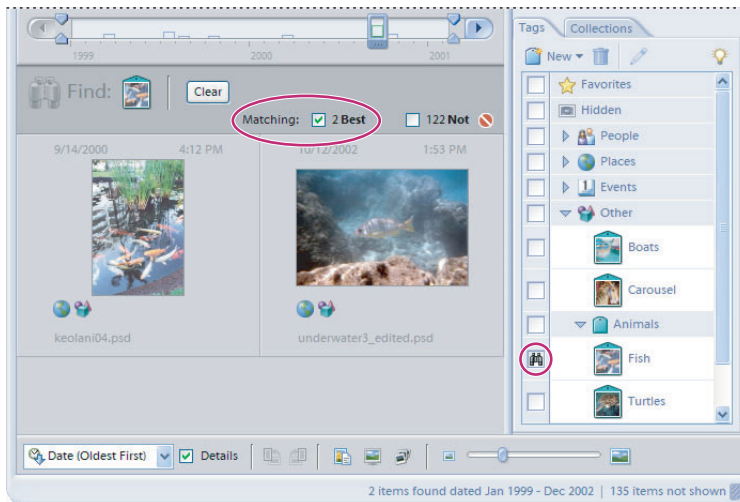 Tags Collections
New
1999 2000 2001
Find: Clear
Matching: 2 Best 122 Not
9/14/2000 4:12 PM 10/12/2002 1:53 PM
keolani04.psd underwater3_edited.psd
Favorites
Hidden
People
Places
1 Events
Other
Boats
Carousel
Animals
Fish
Turtles
Date (Oldest First) Details
2 items found dated Jan 1999 - Dec 2002 | 135 items not shown